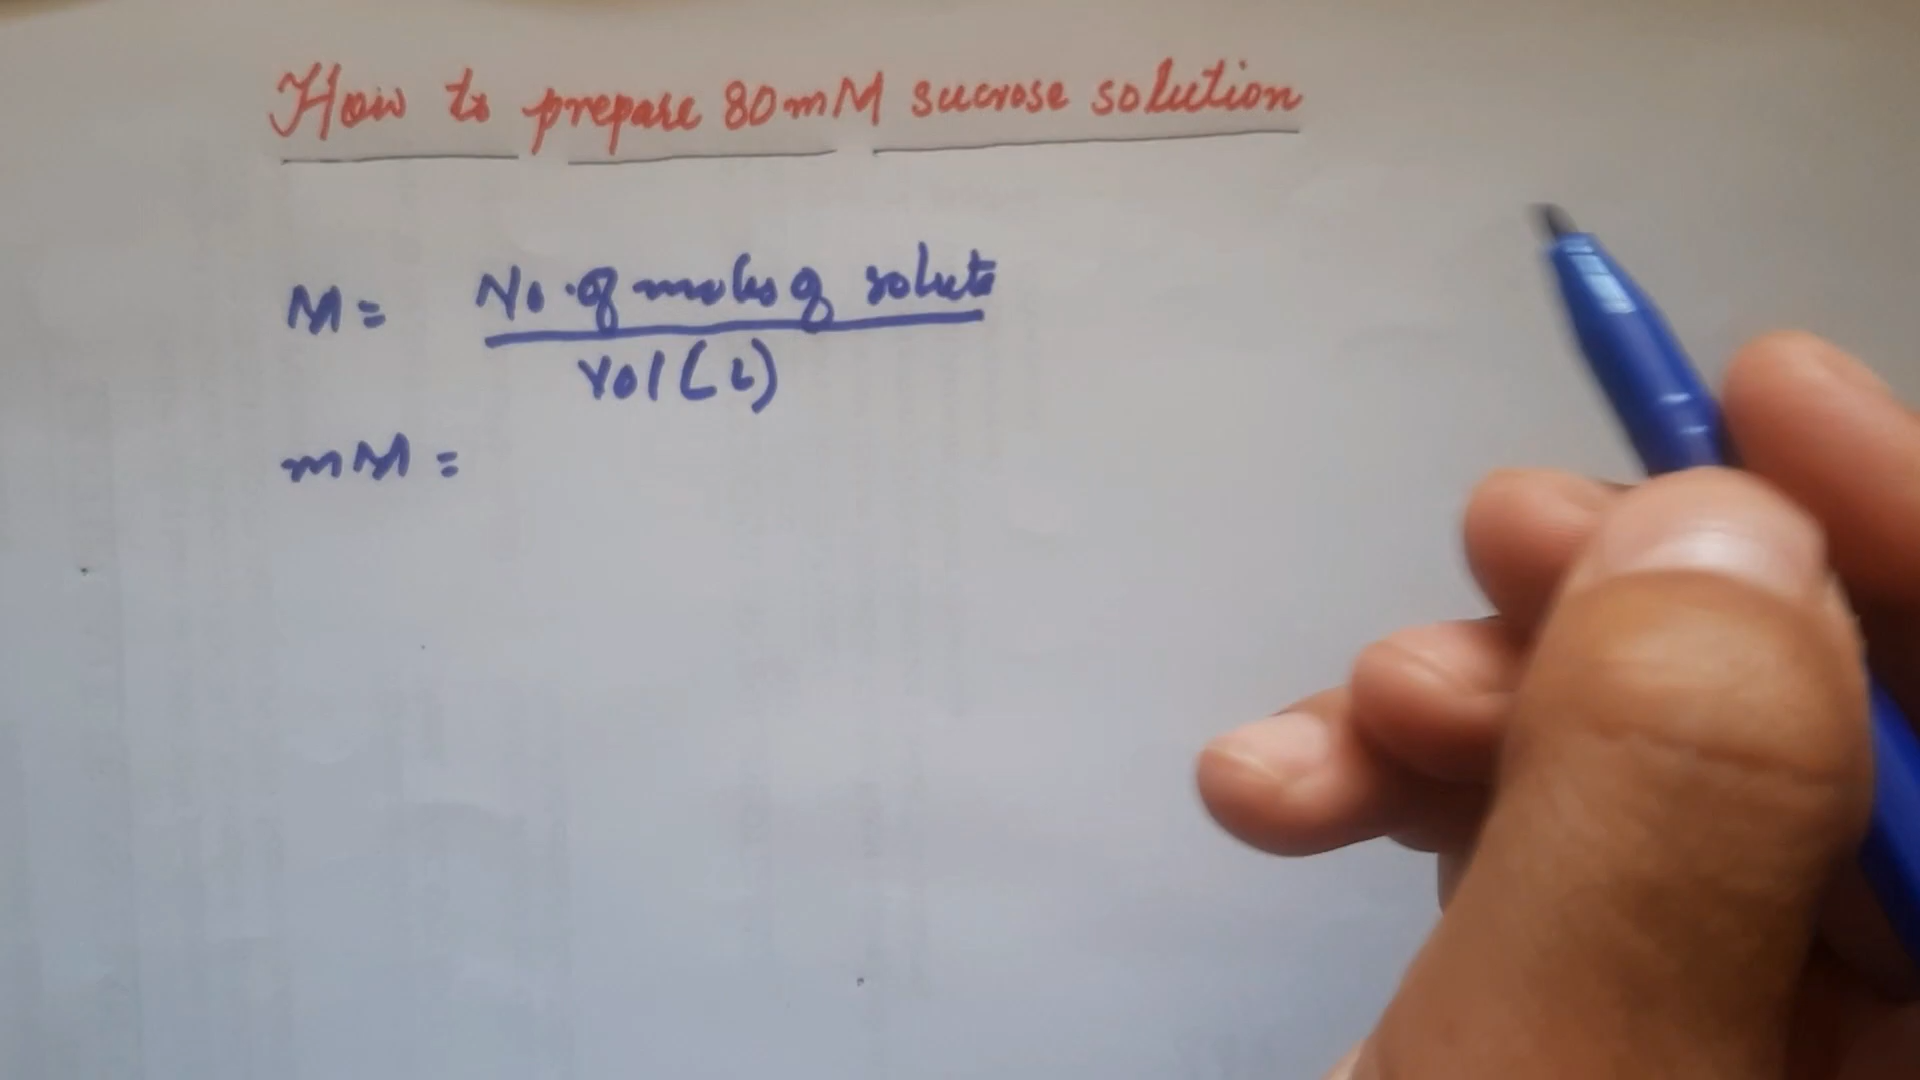 How to prepare 80mM sucrose solution
M = No. of moles of solute
Vol (L)
mM =